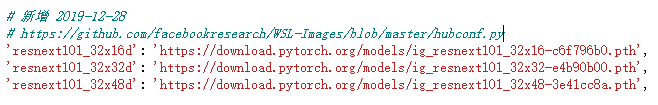 # 新增 2019-12-28
# https://github.com/facebookresearch/WSL-Images/blob/master/hubconf.py
'resnext101_32x16d': 'https://download.pytorch.org/models/ig_resnext101_32x16-c6f796b0.pth',
'resnext101_32x32d': 'https://download.pytorch.org/models/ig_resnext101_32x32-e4b90b00.pth',
'resnext101_32x48d': 'https://download.pytorch.org/models/ig_resnext101_32x48-3e41cc8a.pth',